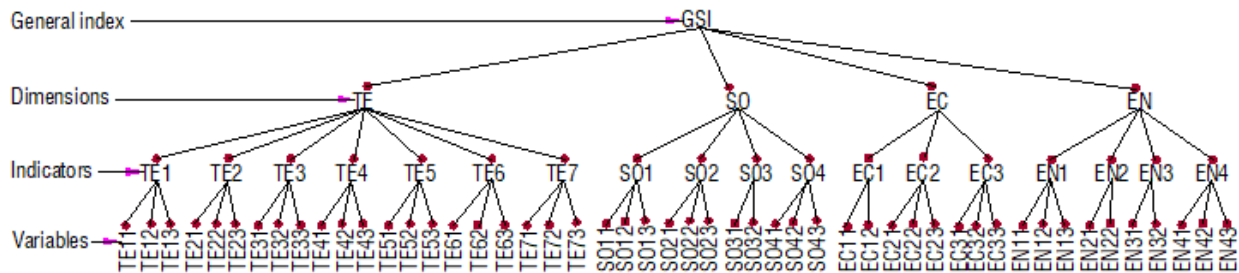 General index GSI
Dimensions TE SO EC EN
Indicators TE1 TE2 TE3 TE4 TE5 TE6 TE7 SO1 SO2 SO3 SO4 EC1 EC2 EC3 EN1 EN2 EN3 EN4
Variables TE11 TE12 TE13 TE21 TE22 TE23 TE31 TE32 TE33 TE41 TE42 TE43 TE51 TE52 TE53 TE61 TE62 TE63 TE71 TE72 TE73 SO11 SO12 SO13 SO21 SO22 SO23 SO31 SO32 SO41 SO42 SO43 EC11 EC12 EC21 EC22 EC23 EC31 EC32 EC33 EN11 EN12 EN13 EN21 EN22 EN31 EN32 EN41 EN42 EN43